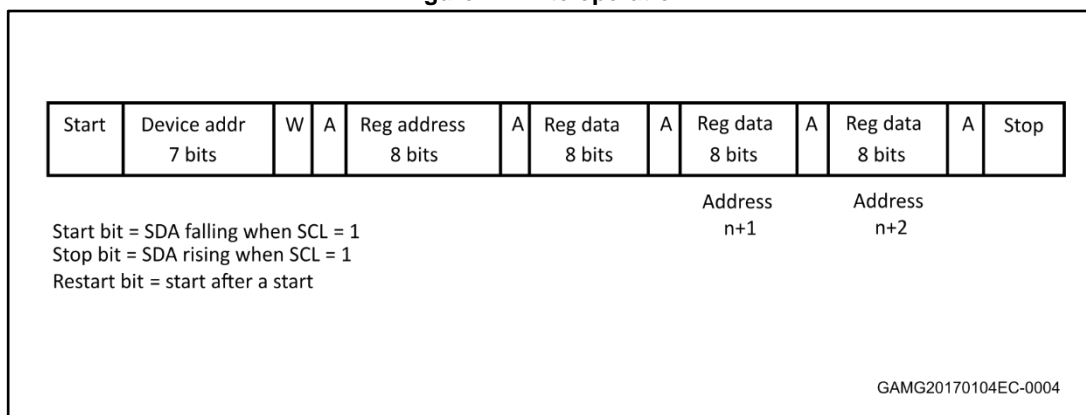 Start Device addr W A Reg address A Reg data A Reg data A Reg data A Stop
7 bits 8 bits 8 bits 8 bits 8 bits
Address Address
n+1 n+2
Start bit = SDA falling when SCL = 1
Stop bit = SDA rising when SCL = 1
Restart bit = start after a start
GAMG20170104EC-0004